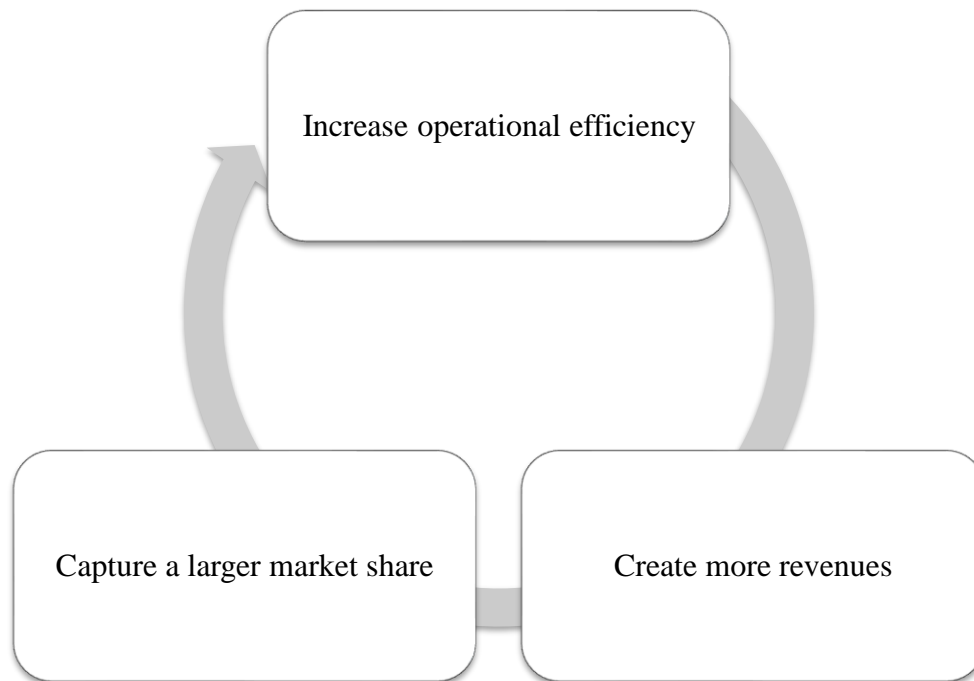 Increase operational efficiency
Capture a larger market share
Create more revenues